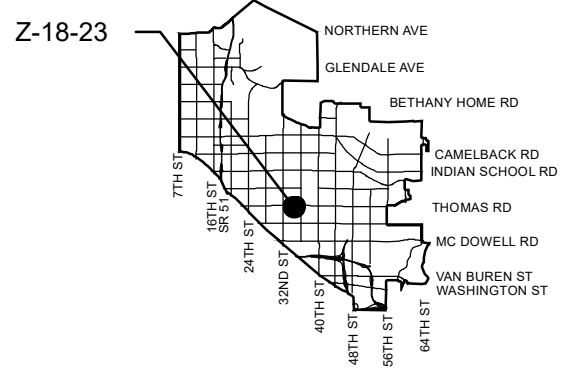 Z-18-23
NORTHERN AVE
GLENDALE AVE
BETHANY HOME RD
CAMELBACK RD
INDIAN SCHOOL RD
THOMAS RD
MC DOWELL RD
VAN BUREN ST
WASHINGTON ST
7TH ST
16TH ST
SR 51
24TH ST
32ND ST
40TH ST
48TH ST
56TH ST
64TH ST